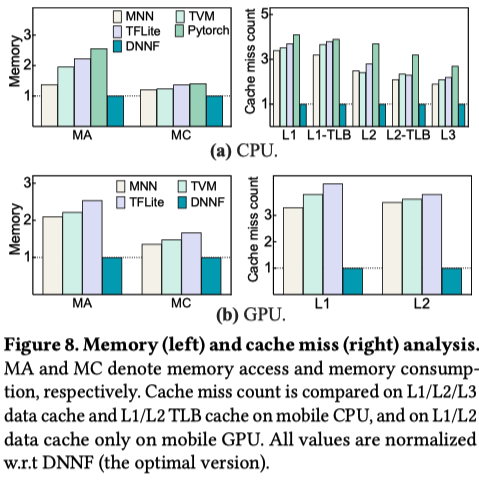 MNN TVM
TFLite Pytorch
DNNF
Memory
3
2
1
MA MC
Cache miss count
5
3
1
L1 L1-TLB L2 L2-TLB L3
(a) CPU.
MNN TVM
TFLite DNNF
Memory
3
2
1
MA MC
Cache miss count
3
2
1
L1 L2
(b) GPU.
Figure 8. Memory (left) and cache miss (right) analysis.
MA and MC denote memory access and memory consump-
tion, respectively. Cache miss count is compared on L1/L2/L3
data cache and L1/L2 TLB cache on mobile CPU, and on L1/L2
data cache only on mobile GPU. All values are normalized
w.r.t DNNF (the optimal version).